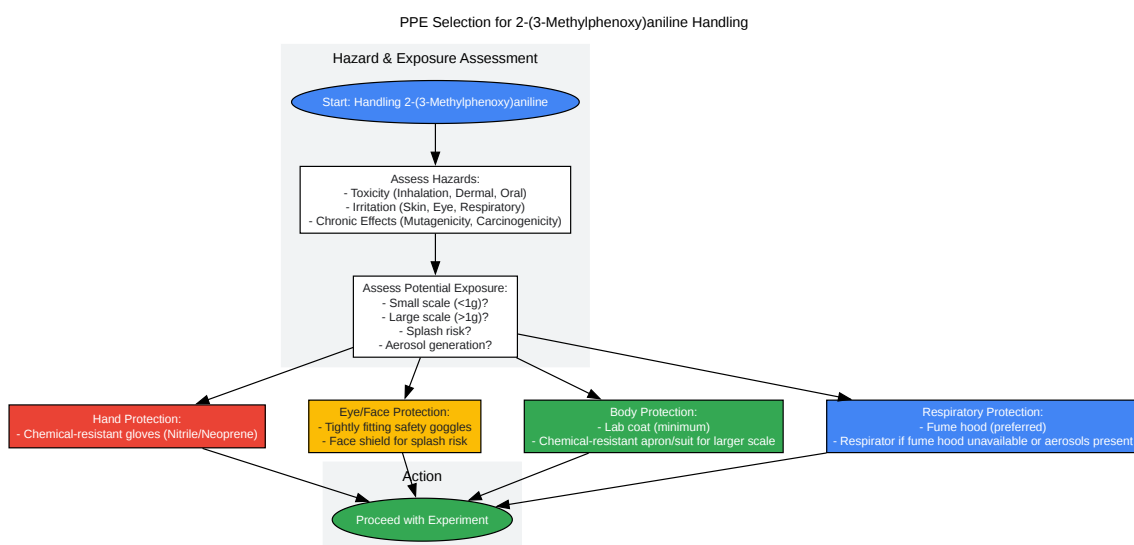 PPE Selection for 2-(3-Methylphenoxy)aniline Handling
Hazard & Exposure Assessment
Start: Handling 2-(3-Methylphenoxy)aniline
Assess Hazards:
- Toxicity (Inhalation, Dermal, Oral)
- Irritation (Skin, Eye, Respiratory)
- Chronic Effects (Mutagenicity, Carcinogenicity)
Assess Potential Exposure:
- Small scale (<1g)?
- Large scale (>1g)?
- Splash risk?
- Aerosol generation?
Hand Protection:
- Chemical-resistant gloves (Nitrile/Neoprene)
Eye/Face Protection:
- Tightly fitting safety goggles
- Face shield for splash risk
Body Protection:
- Lab coat (minimum)
- Chemical-resistant apron/suit for larger scale
Respiratory Protection:
- Fume hood (preferred)
- Respirator if fume hood unavailable or aerosols present
Action
Proceed with Experiment